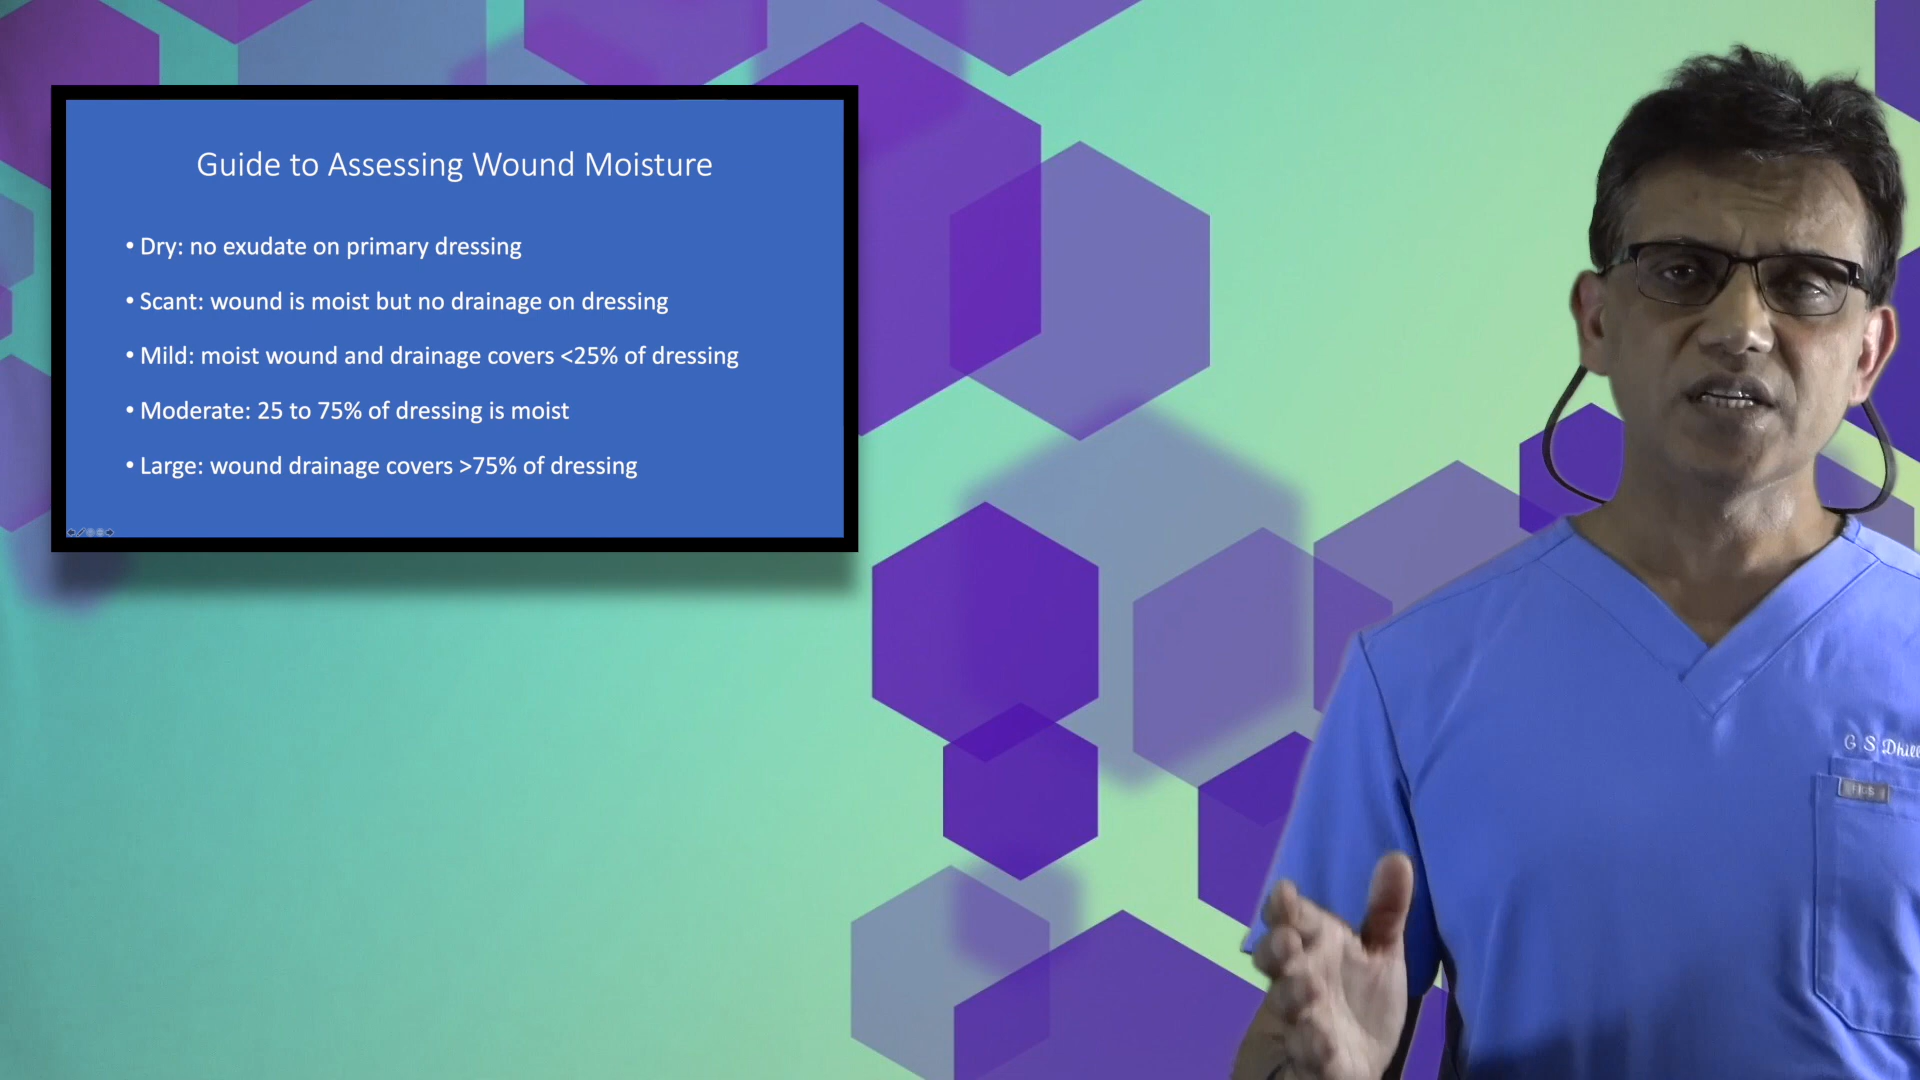 Guide to Assessing Wound Moisture
• Dry: no exudate on primary dressing
• Scant: wound is moist but no drainage on dressing
• Mild: moist wound and drainage covers <25% of dressing
• Moderate: 25 to 75% of dressing is moist
• Large: wound drainage covers >75% of dressing
G S
FIGS